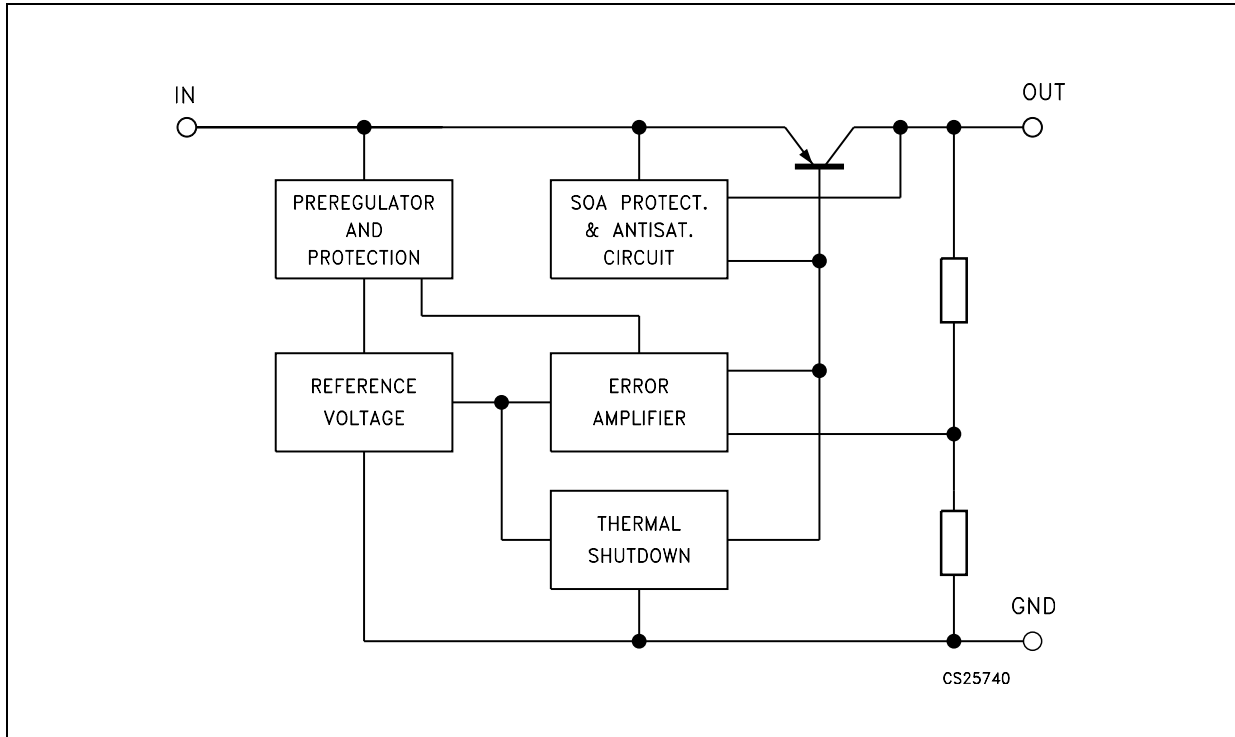 IN
OUT
PREREGULATOR
AND
PROTECTION
SOA PROTECT.
& ANTISAT.
CIRCUIT
REFERENCE
VOLTAGE
ERROR
AMPLIFIER
THERMAL
SHUTDOWN
GND
CS25740